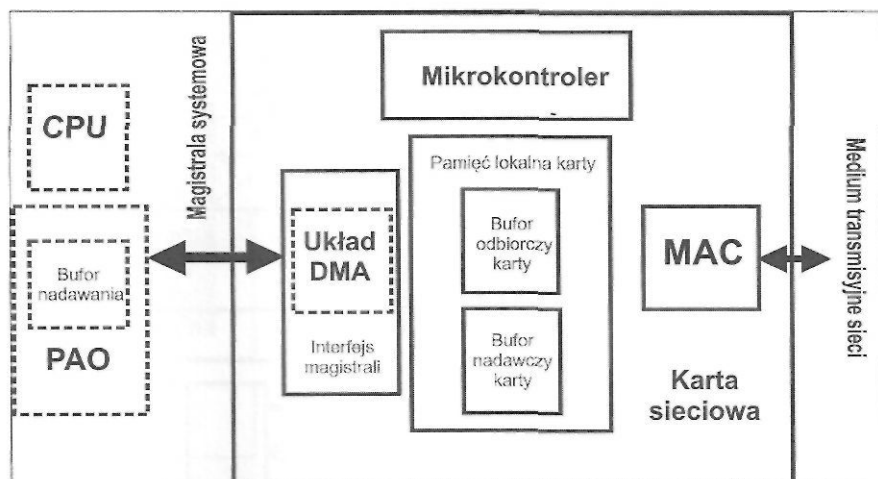 CPU
Bufor
nadawania
PAO
Magistrala systemowa
Mikrokontroler
Układ
DMA
Interfejs
magistrali
Pamięć lokalna karty
Bufor
odbiorczy
karty
Bufor
nadawczy
karty
MAC
Karta
sieciowa
Medium transmisyjne sieci